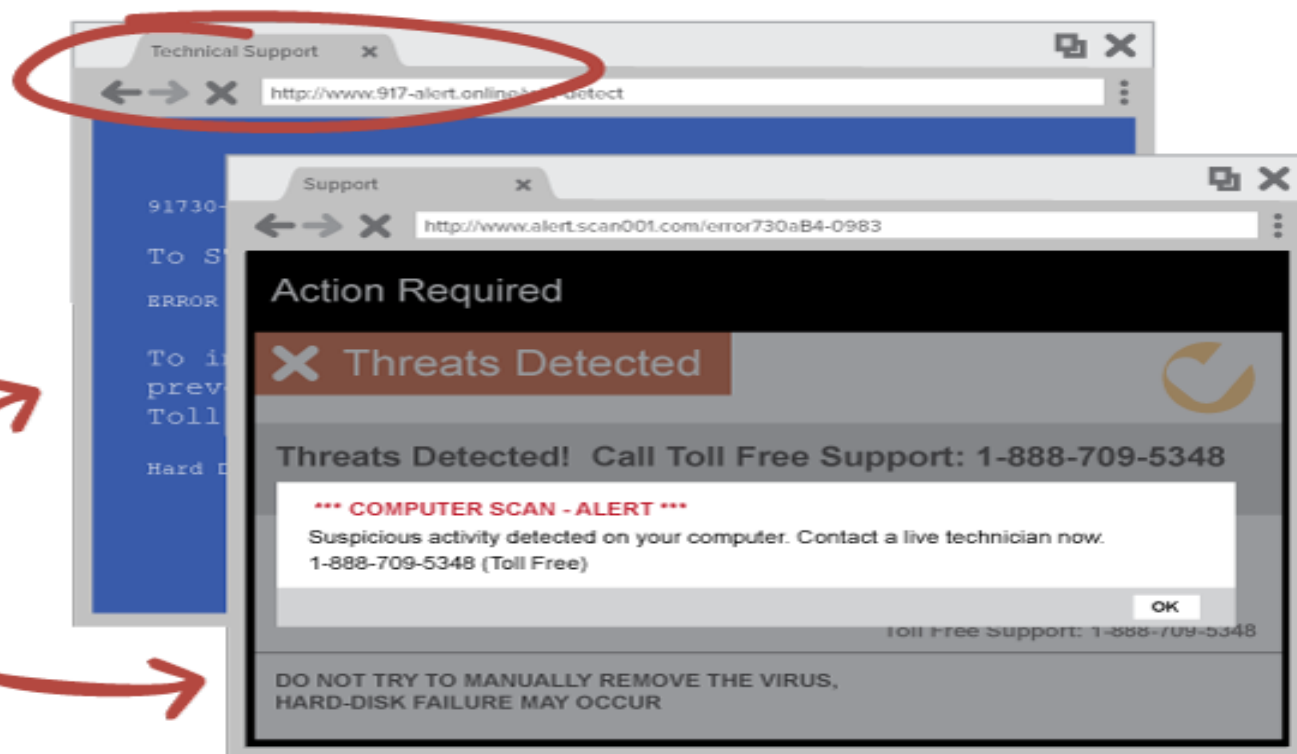 Technical Support
http://www.917-alert.online/
detect
91730-
To S
ERROR
To i
prev
Toll
Hard D
Support
http://www.alert.scan001.com/error730aB4-0983
Action Required
Threats Detected
Threats Detected! Call Toll Free Support: 1-888-709-5348
*** COMPUTER SCAN - ALERT ***
Suspicious activity detected on your computer. Contact a live technician now.
1-888-709-5348 (Toll Free)
OK
Toll Free Support: 1-888-709-5348
DO NOT TRY TO MANUALLY REMOVE THE VIRUS,
HARD-DISK FAILURE MAY OCCUR